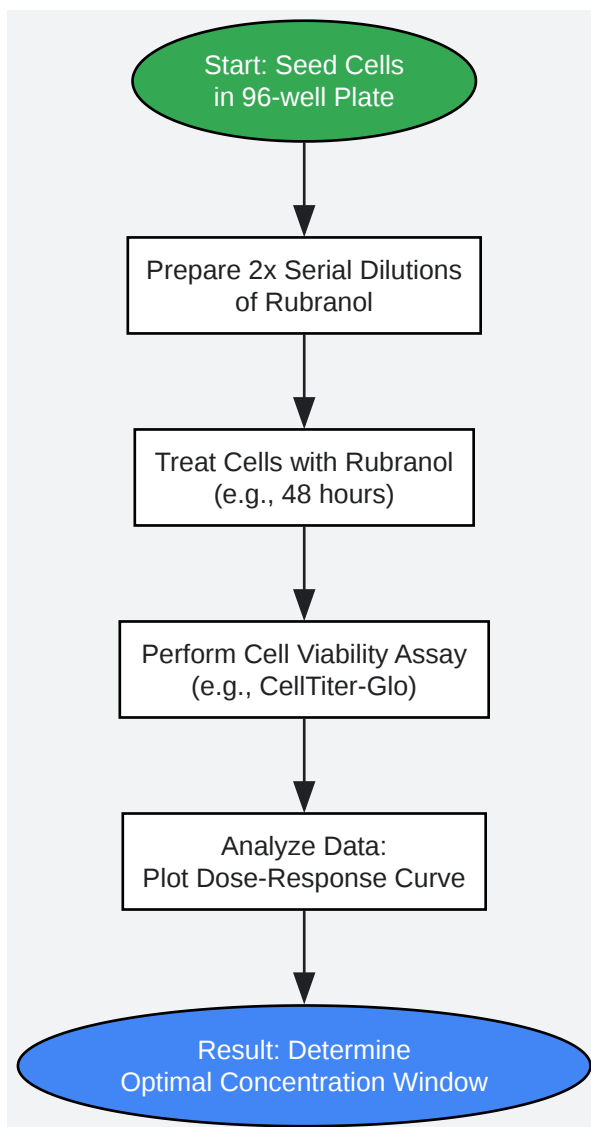 Start: Seed Cells
in 96-well Plate
Prepare 2x Serial Dilutions
of Rubranol
Treat Cells with Rubranol
(e.g., 48 hours)
Perform Cell Viability Assay
(e.g., CellTiter-Glo)
Analyze Data:
Plot Dose-Response Curve
Result: Determine
Optimal Concentration Window